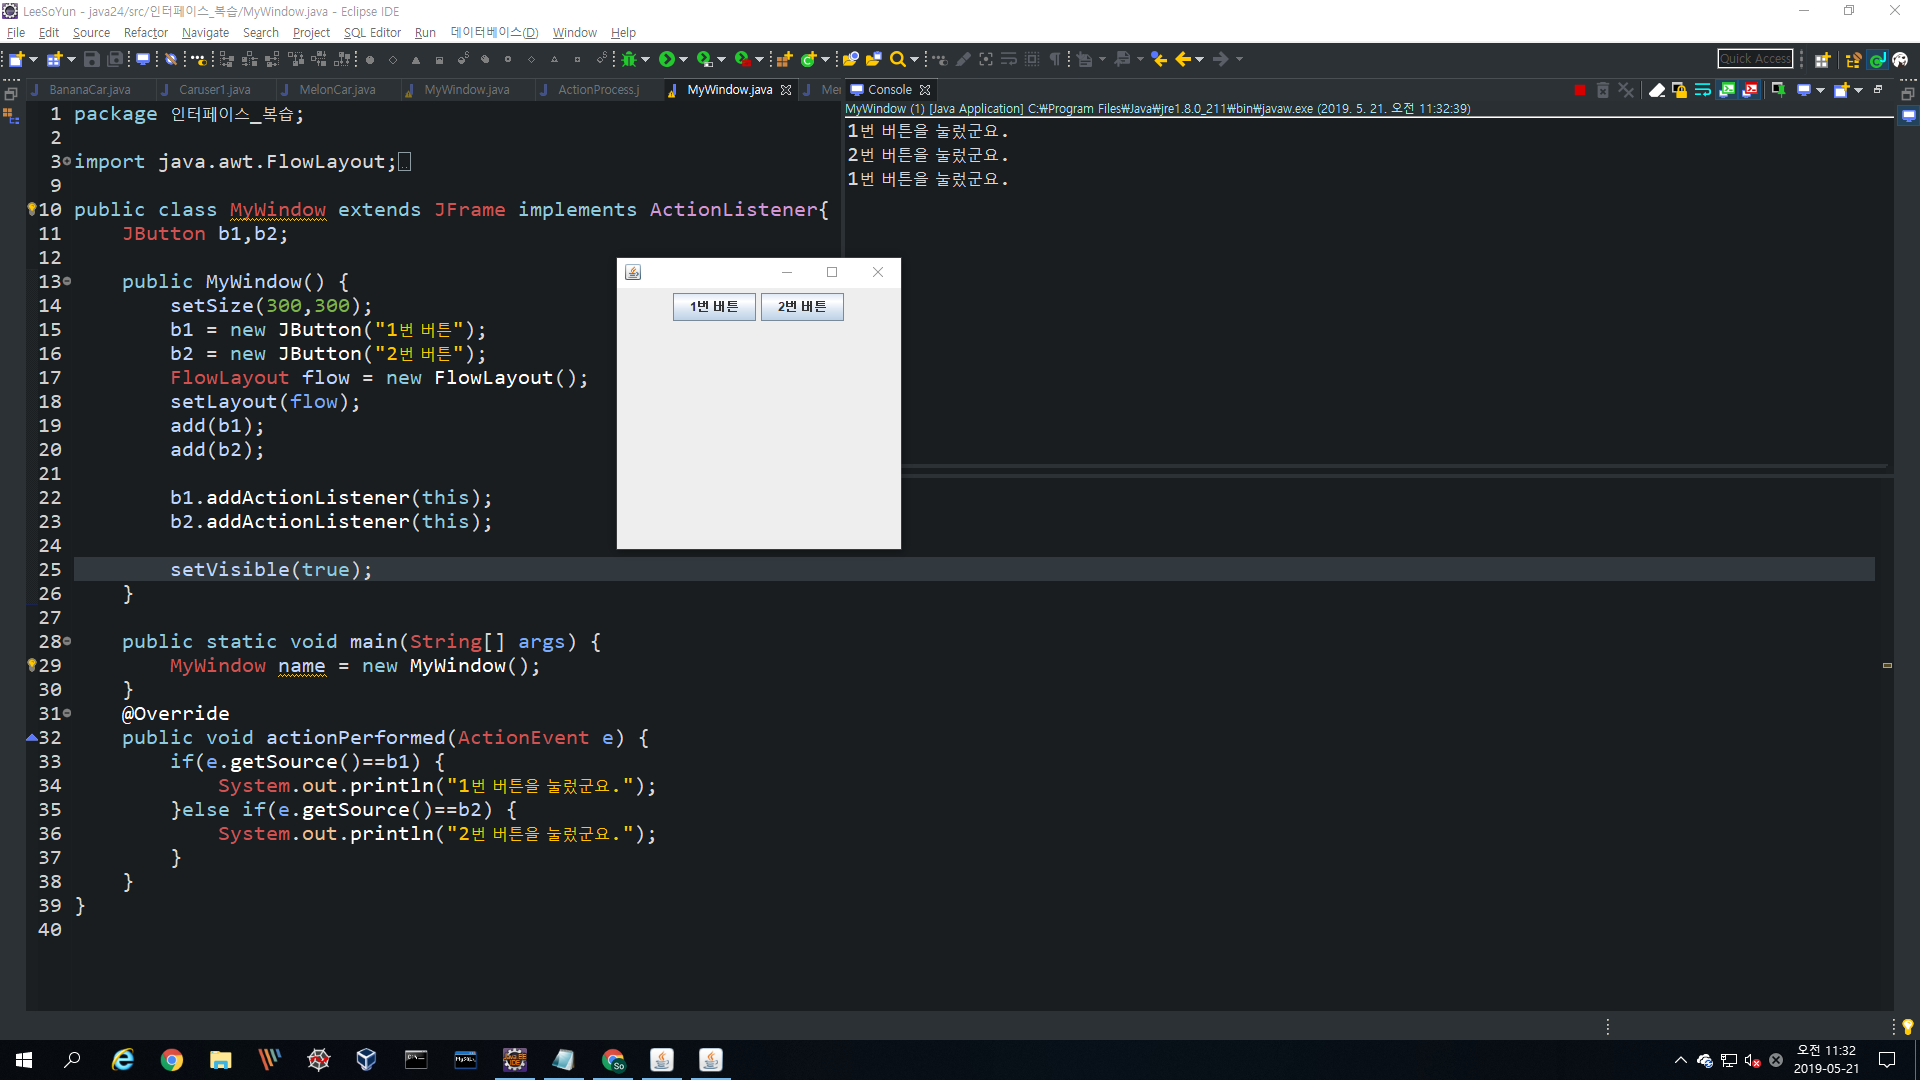 LeeSoYun - java24/src/인터페이스_복습/MyWindow.java - Eclipse IDE
File Edit Source Refactor Navigate Search Project SQL Editor Run 데이터베이스(D) Window Help
Quick Access
BananaCar.java Caruser1.java MelonCar.java MyWindow.java ActionProcess.j MyWindow.java Me
Console
MyWindow (1) [Java Application] C:₩Program Files₩Java₩jre1.8.0_211₩bin₩javaw.exe (2019. 5. 21. 오전 11:32:39)
1번 버튼을 눌렀군요.
2번 버튼을 눌렀군요.
1번 버튼을 눌렀군요.
1번 버튼 2번 버튼
1 package 인터페이스_복습;
2
3 import java.awt.FlowLayout;
9
10 public class MyWindow extends JFrame implements ActionListener{
11 JButton b1,b2;
12
13 public MyWindow() {
14 setSize(300,300);
15 b1 = new JButton("1번 버튼");
16 b2 = new JButton("2번 버튼");
17 FlowLayout flow = new FlowLayout();
18 setLayout(flow);
19 add(b1);
20 add(b2);
21
22 b1.addActionListener(this);
23 b2.addActionListener(this);
24
25 setVisible(true);
26 }
27
28 public static void main(String[] args) {
29 MyWindow name = new MyWindow();
30 }
31 @Override
32 public void actionPerformed(ActionEvent e) {
33 if(e.getSource()==b1) {
34 System.out.println("1번 버튼을 눌렀군요.");
35 }else if(e.getSource()==b2) {
36 System.out.println("2번 버튼을 눌렀군요.");
37 }
38 }
39 }
40
오전 11:32
2019-05-21